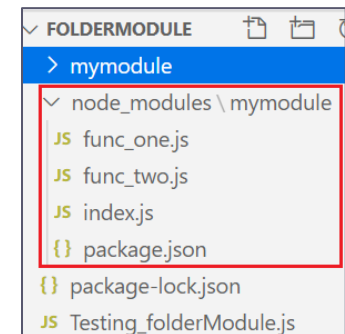 FOLDERMODULE
mymodule
node_modules \ mymodule
JS func_one.js
JS func_two.js
JS index.js
{} package.json
{} package-lock.json
JS Testing_folderModule.js